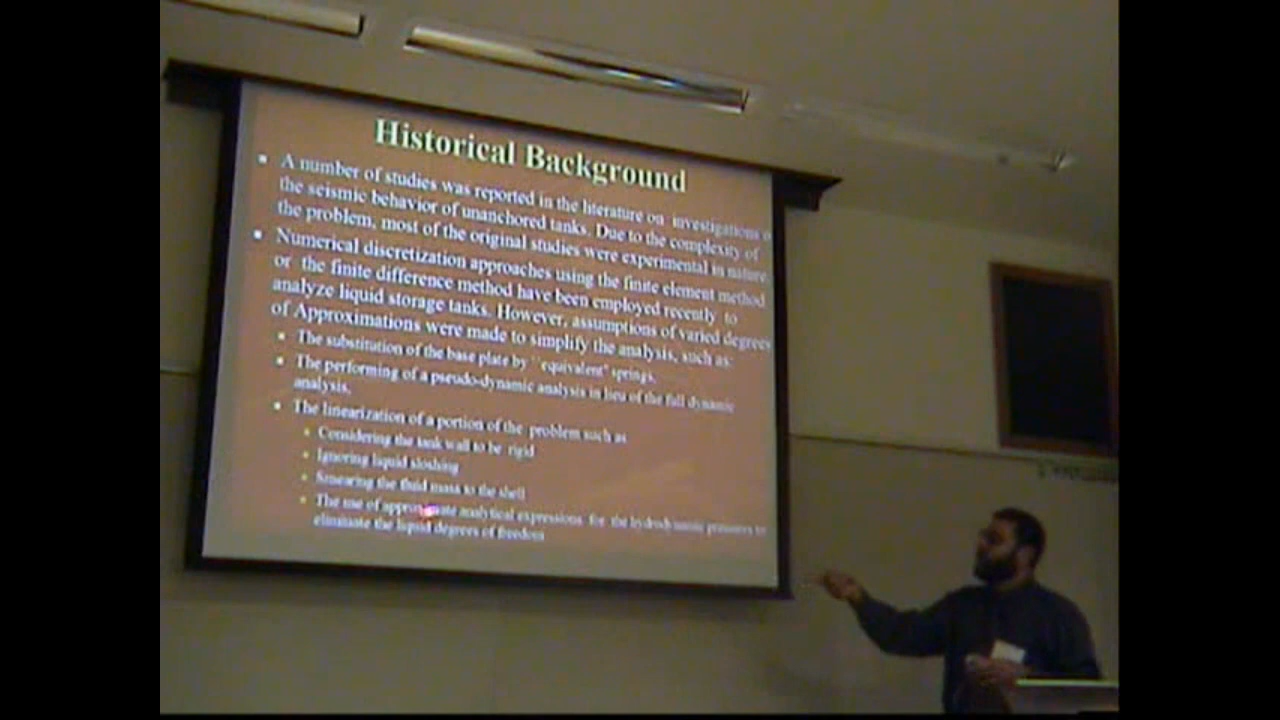 Historical Background
A number of studies was reported in the literature on investigations
the seismic behavior of unanchored tanks. Due to the complexity of
the problem, most of the original studies were experimental in nature.
Numerical discretization approaches using the finite element method
or the finite difference method have been employed recently to
analyze liquid storage tanks. However, assumptions of varied degrees
of Approximations were made to simplify the analysis, such as:
The substitution of the base plate by ``equivalent" springs.
The performing of a pseudo-dynamic analysis in lieu of the full dynamic
analysis.
The linearization of a portion of the problem such as
Considering the tank wall to be rigid
Ignoring liquid sloshing
Smearing the fluid mass to the shell
The use of approximate analytical expressions for the hydrodynamic pressures to
eliminate the liquid degrees of freedom